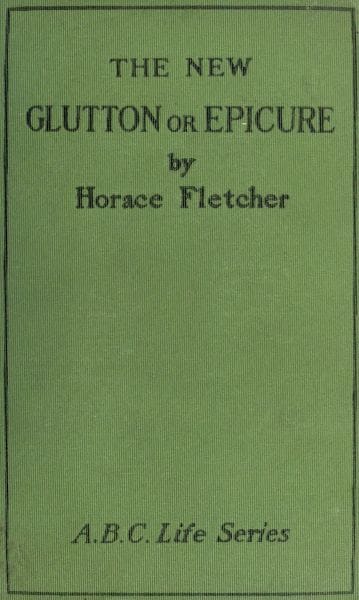 THE NEW
GLUTTON OR EPICURE
by
Horace Fletcher
A.B.C. Life Series